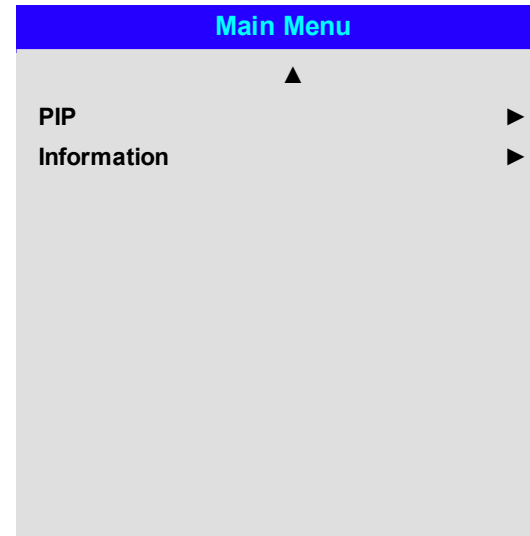 Main Menu
▲
PIP ►
Information ►